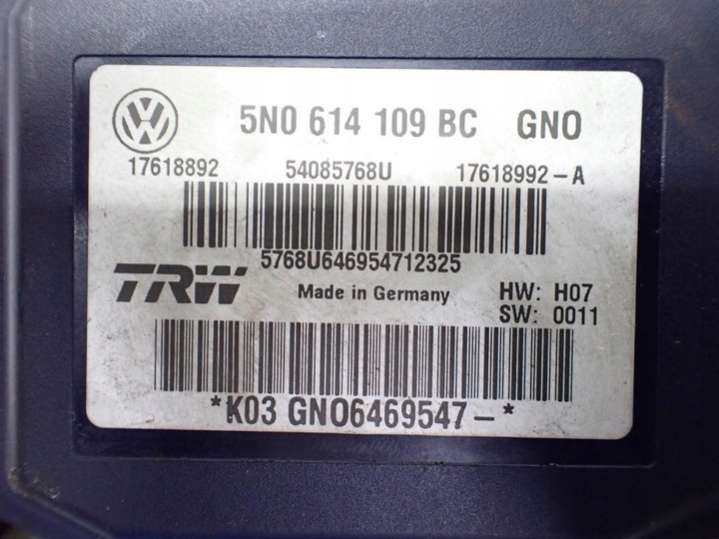 5N0 614 109 BC GNO
17618892 54085768U 17618992-A
5768U646954712325
TRW Made in Germany HW: H07
SW: 0011
*K03 GNO6469547-*